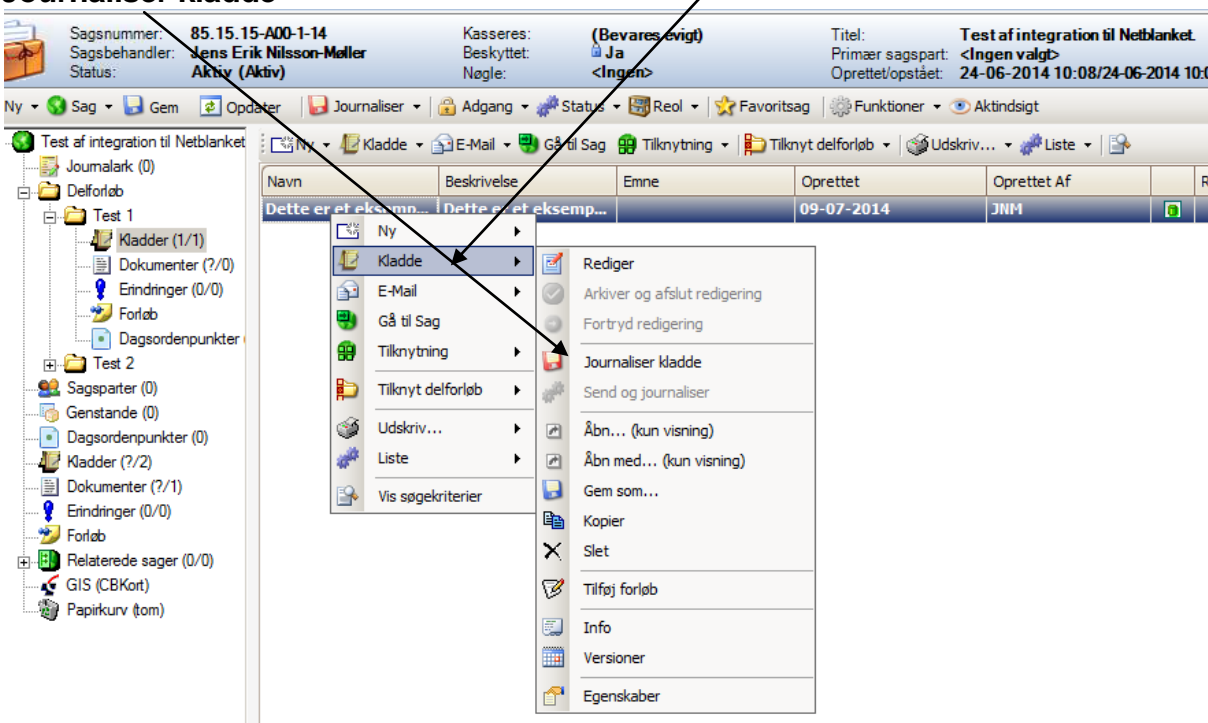 Journaliser kladde
Sagsnummer: 85.15.15-A00-1-14 Kasseres: (Bevares evigt) Titel: Test af integration til Netblanket
Sagsbehandler: Jens Erik Nilsson-Møller Beskyttet: Ja Primær sagspart: <Ingen valgt>
Status: Aktiv (Aktiv) Nøgle: <Ingen> Oprettet/opstået: 24-06-2014 10:08/24-06-2014 10:0
Ny Sag Gem Opdater Journaliser Adgang Status Reol Favoritsag Funktioner Aktindsigt
Test af integration til Netblanket
Ny Kladde E-Mail Gå til Sag Tilknytning Tilknyt delforløb Udskriv... Liste
Journalark (0)
Delforløb
Test 1
Kladder (1/1)
Dokumenter (?/0)
Erindringer (0/0)
Forløb
Dagsordenpunkter
Test 2
Sagsparter (0)
Genstande (0)
Dagsordenpunkter (0)
Kladder (?/2)
Dokumenter (?/1)
Erindringer (0/0)
Forløb
Relaterede sager (0/0)
GIS (CBKort)
Papirkurv (tom)
Navn Beskrivelse Emne Oprettet Oprettet Af R
Dette er et eksemp... Dette er et eksemp... 09-07-2014 JNM
Ny
Kladde
E-Mail
Gå til Sag
Tilknytning
Tilknyt delforløb
Udskriv...
Liste
Vis søgekriterier
Rediger
Arkiver og afslut redigering
Fortryd redigering
Journaliser kladde
Send og journaliser
Åbn... (kun visning)
Åbn med... (kun visning)
Gem som...
Kopier
Slet
Tilføj forløb
Info
Versioner
Egenskaber